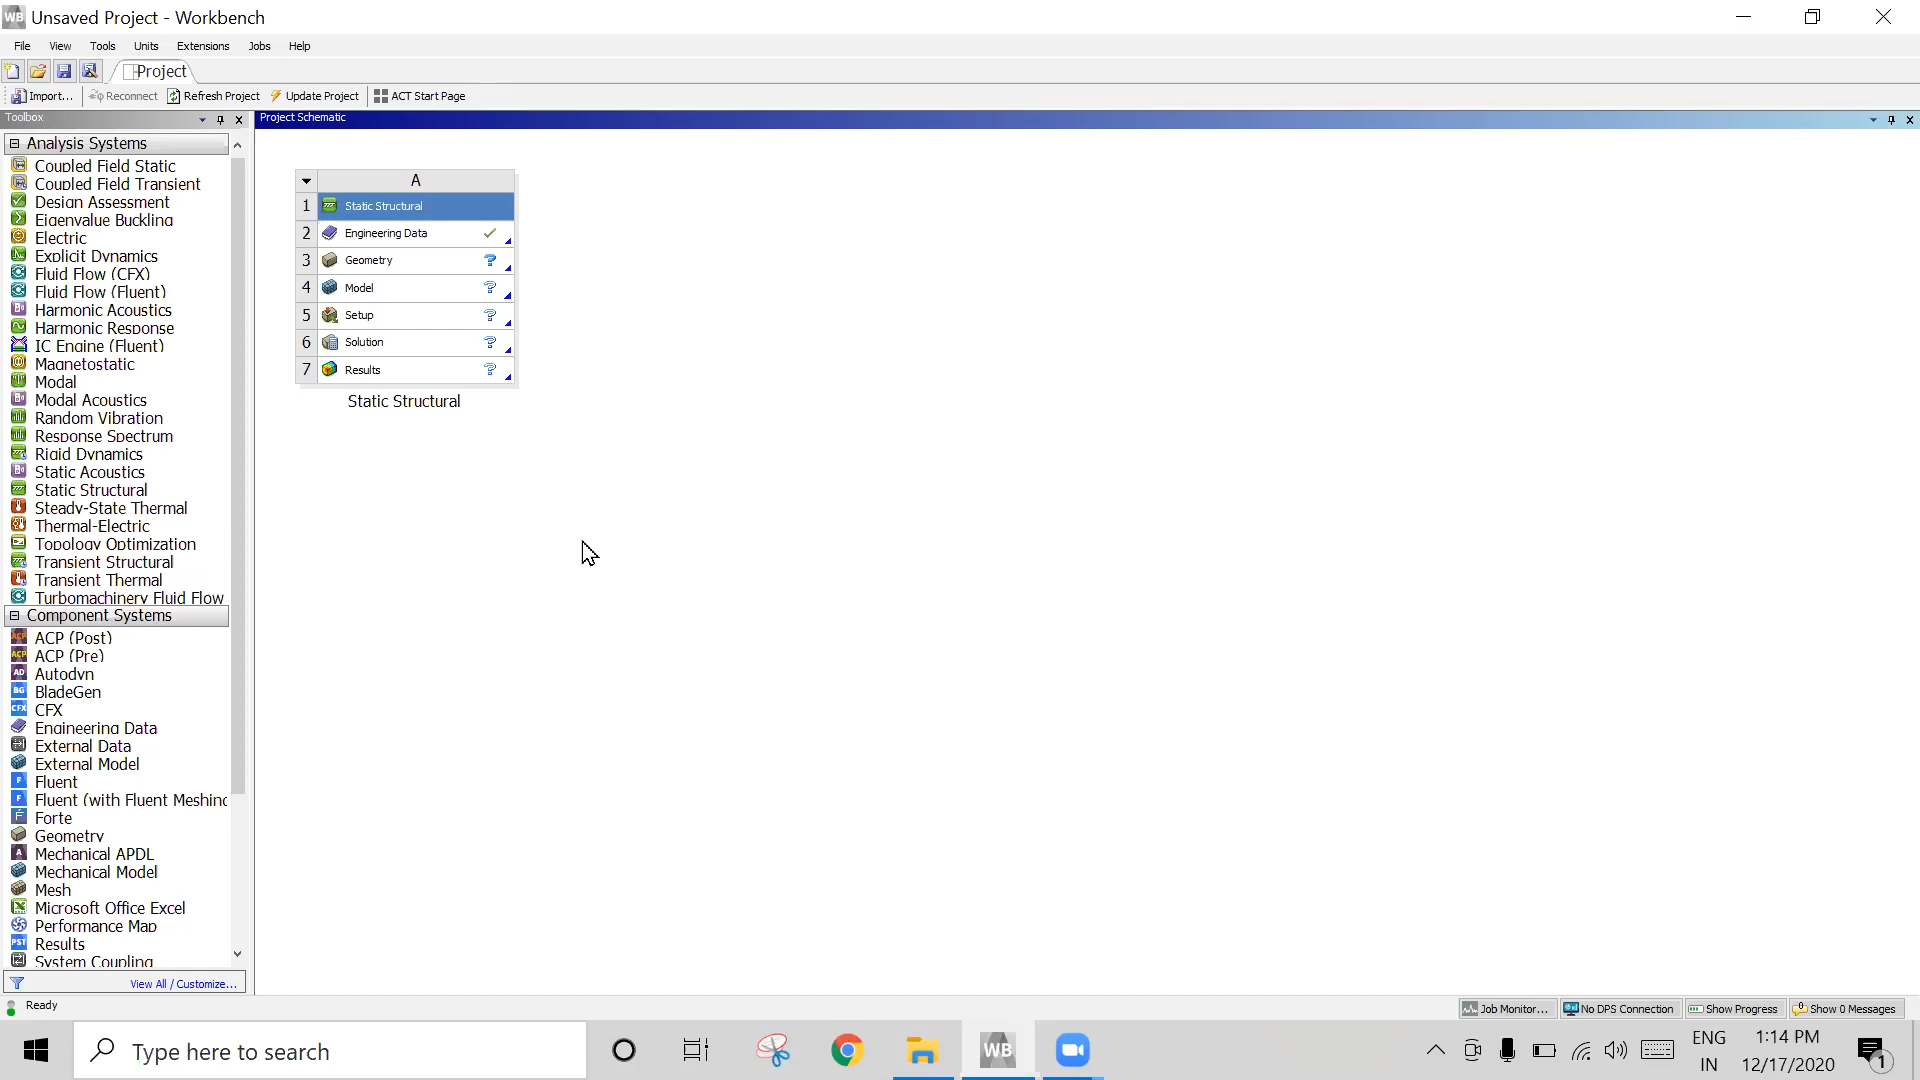 WB Unsaved Project - Workbench
File View Tools Units Extensions Jobs Help
Project
Import... Reconnect Refresh Project Update Project ACT Start Page
Toolbox
Project Schematic
Analysis Systems
Coupled Field Static
Coupled Field Transient
Design Assessment
Eigenvalue Buckling
Electric
Explicit Dynamics
Fluid Flow (CFX)
Fluid Flow (Fluent)
Harmonic Acoustics
Harmonic Response
IC Engine (Fluent)
Magnetostatic
Modal
Modal Acoustics
Random Vibration
Response Spectrum
Rigid Dynamics
Static Acoustics
Static Structural
Steady-State Thermal
Thermal-Electric
Topology Optimization
Transient Structural
Transient Thermal
Turbomachinery Fluid Flow
Component Systems
ACP (Post)
ACP (Pre)
Autodyn
BladeGen
CFX
Engineering Data
External Data
External Model
Fluent
Fluent (with Fluent Meshing
Forte
Geometry
Mechanical APDL
Mechanical Model
Mesh
Microsoft Office Excel
Performance Map
Results
System Coupling
View All / Customize...
A
1 Static Structural
2 Engineering Data
3 Geometry ?
4 Model ?
5 Setup ?
6 Solution ?
7 Results ?
Static Structural
Ready
Job Monitor... No DPS Connection Show Progress Show 0 Messages
Type here to search
WB
ENG
IN
1:14 PM
12/17/2020
1